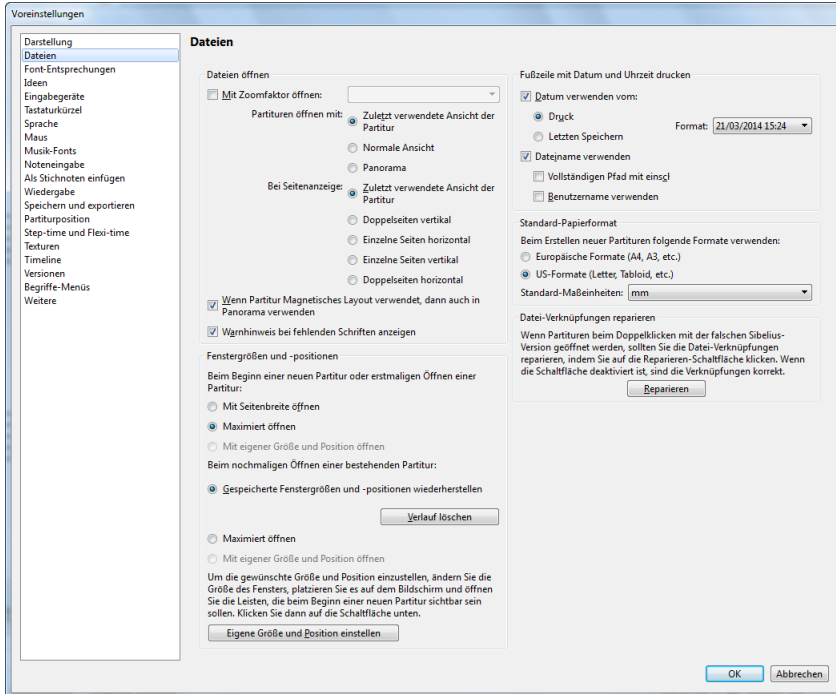 Voreinstellungen
Darstellung
Dateien
Font-Entsprechungen
Ideen
Eingabegeräte
Tastaturkürzel
Sprache
Maus
Musik-Fonts
Noteneingabe
Als Stichnoten einfügen
Wiedergabe
Speichern und exportieren
Partiturposition
Step-time und Flexi-time
Texturen
Timeline
Versionen
Begriffe-Menüs
Weitere
Dateien
Dateien öffnen
Mit Zoomfaktor öffnen:
Partituren öffnen mit:
Zuletzt verwendete Ansicht der
Partitur
Normale Ansicht
Panorama
Bei Seitenanzeige:
Zuletzt verwendete Ansicht der
Partitur
Doppelseiten vertikal
Einzelne Seiten horizontal
Einzelne Seiten vertikal
Doppelseiten horizontal
Wenn Partitur Magnetisches Layout verwendet, dann auch in
Panorama verwenden
Warnhinweis bei fehlenden Schriften anzeigen
Fenstergrößen und -positionen
Beim Beginn einer neuen Partitur oder erstmaligen Öffnen einer
Partitur:
Mit Seitenbreite öffnen
Maximiert öffnen
Mit eigener Größe und Position öffnen
Beim nochmaligen Öffnen einer bestehenden Partitur:
Gespeicherte Fenstergrößen und -positionen wiederherstellen
Verlauf löschen
Maximiert öffnen
Mit eigener Größe und Position öffnen
Um die gewünschte Größe und Position einzustellen, ändern Sie die
Größe des Fensters, platzieren Sie es auf dem Bildschirm und öffnen
Sie die Leisten, die beim Beginn einer neuen Partitur sichtbar sein
sollen. Klicken Sie dann auf die Schaltfläche unten.
Eigene Größe und Position einstellen
Fußzeile mit Datum und Uhrzeit drucken
Datum verwenden vom:
Druck
Letzten Speichern
Format: 21/03/2014 15:24
Dateiname verwenden
Vollständigen Pfad mit einscl
Benutzername verwenden
Standard-Papierformat
Beim Erstellen neuer Partituren folgende Formate verwenden:
Europäische Formate (A4, A3, etc.)
US-Formate (Letter, Tabloid, etc.)
Standard-Maßeinheiten: mm
Datei-Verknüpfungen reparieren
Wenn Partituren beim Doppelklicken mit der falschen Sibelius-
Version geöffnet werden, sollten Sie die Datei-Verknüpfungen
reparieren, indem Sie auf die Reparieren-Schaltfläche klicken. Wenn
die Schaltfläche deaktiviert ist, sind die Verknüpfungen korrekt.
Reparieren
OK
Abbrechen